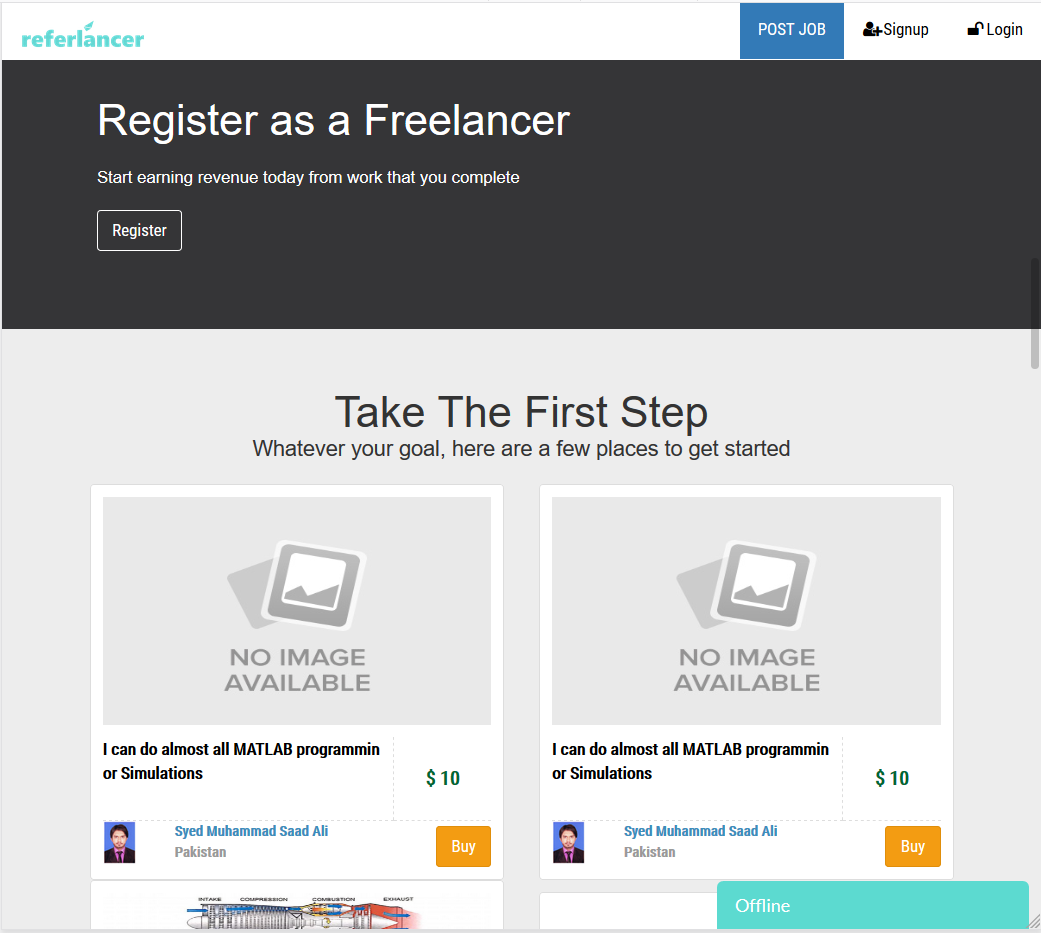 referlancer
POST JOB
Signup
Login
Register as a Freelancer
Start earning revenue today from work that you complete
Register
Take The First Step
Whatever your goal, here are a few places to get started
NO IMAGE
AVAILABLE
I can do almost all MATLAB programmin
or Simulations
$ 10
Syed Muhammad Saad Ali
Pakistan
Buy
NO IMAGE
AVAILABLE
I can do almost all MATLAB programmin
or Simulations
$ 10
Syed Muhammad Saad Ali
Pakistan
Buy
INTAKE COMPRESSION COMBUSTION EXHAUST
Offline